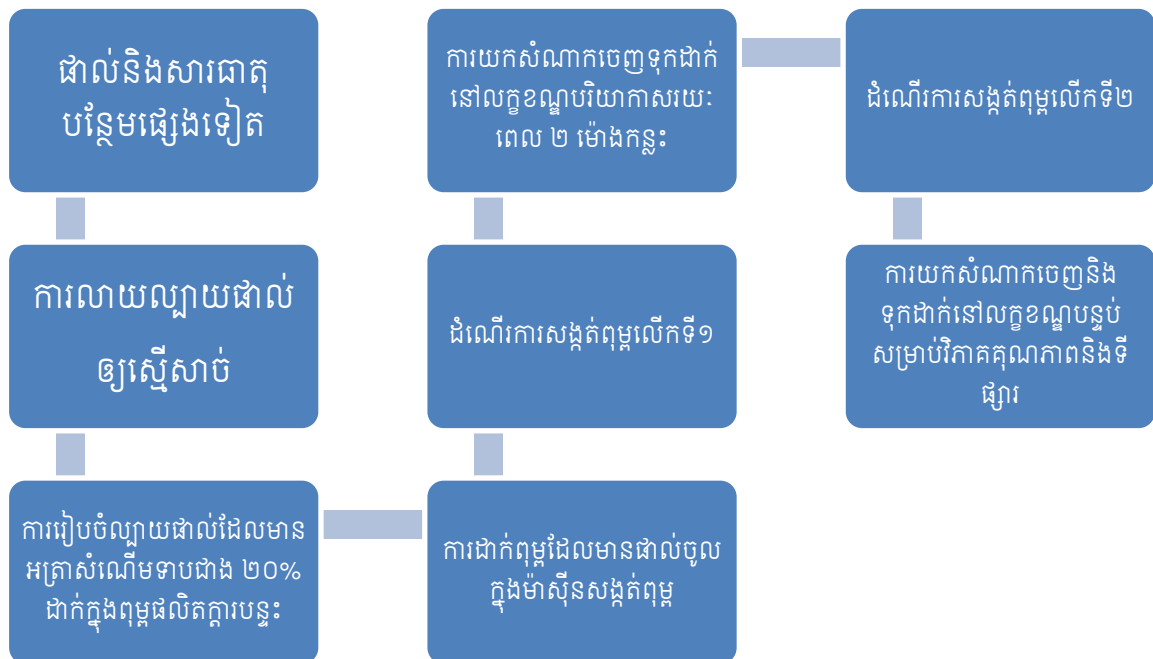 ផាល់និងសារធាតុ
បន្ថែមផ្សេងទៀត
ការលាយល្បាយផាល់
ឲ្យស្មើសាច់
ការរៀបចំល្បាយផាល់ដែលមាន
អត្រាសំណើមទាបជាង ២០%
ដាក់ក្នុងពុម្ពផលិតក្ដារបន្ទះ
ការដាក់ពុម្ពដែលមានផាល់ចូល
ក្នុងម៉ាស៊ីនសង្កត់ពុម្ព
ដំណើរការសង្កត់ពុម្ពលើកទី១
ការយកសំណាកចេញទុកដាក់
នៅលក្ខខណ្ឌបរិយាកាសរយៈ
ពេល ២ ម៉ោងកន្លះ
ដំណើរការសង្កត់ពុម្ពលើកទី២
ការយកសំណាកចេញនិង
ទុកដាក់នៅលក្ខខណ្ឌបន្ទប់
សម្រាប់វិភាគគុណភាពនិងទី
ផ្សារ